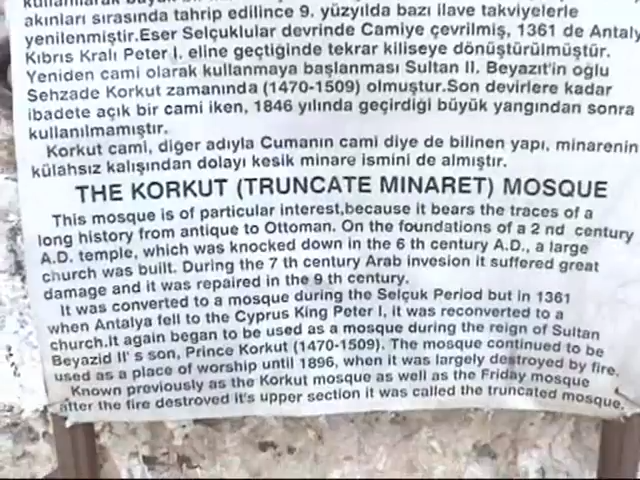 akınları sırasında tahrip edilince 9. yüzyılda bazı ilave takviyelerle
yenilenmiştir.Eser Selçuklular devrinde Camiye çevrilmiş, 1361 de Antaly
Kıbrıs Kralı Peter I, eline geçtiğinde tekrar kiliseye dönüştürülmüştür.
Yeniden cami olarak kullanmaya başlanması Sultan II. Beyazıt'in oğlu
Sehzade Korkut zamanında (1470-1509) olmuştur.Son devirlere kadar
ibadete açık bir cami iken, 1846 yılında geçirdiği büyük yangından sonra
kullanılmamıştır.
Korkut cami, diğer adıyla Cumanın cami diye de bilinen yapı, minarenin
külahsız kalışından dolayı kesik minare ismini de almıştır.
THE KORKUT (TRUNCATE MINARET) MOSQUE
This mosque is of particular interest,because it bears the traces of a
long history from antique to Ottoman. On the foundations of a 2 nd century
A.D. temple, which was knocked down in the 6 th century A.D., a large
church was built. During the 7 th century Arab invesion it suffered great
damage and it was repaired in the 9 th century.
It was converted to a mosque during the Selçuk Period but in 1361
when Antalya fell to the Cyprus King Peter I, it was reconverted to a
church.It again began to be used as a mosque during the reign of Sultan
Beyazid II' s son, Prince Korkut (1470-1509). The mosque continued to be
used as a place of worship until 1896, when it was largely destroyed by fire.
Known previously as the Korkut mosque as well as the Friday mosque
after the fire destroyed it's upper section it was called the truncated mosque.